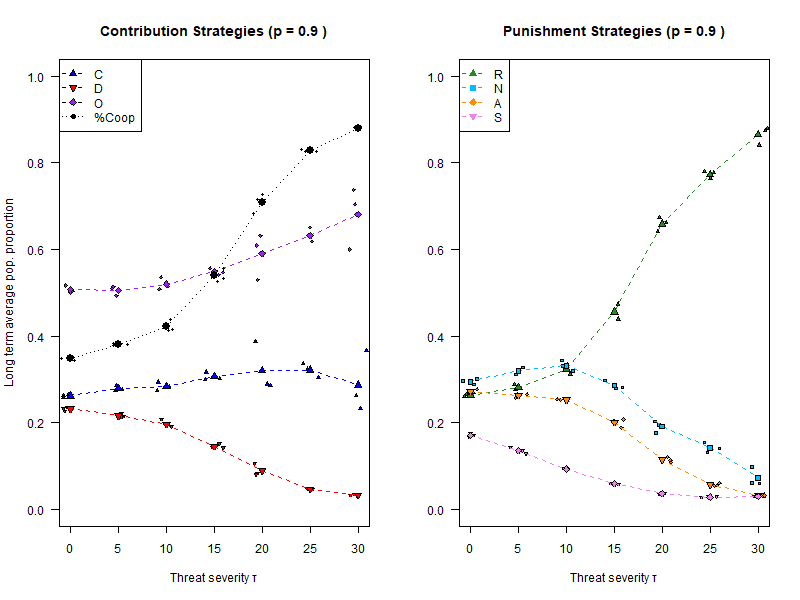 Contribution Strategies (p = 0.9 )
C
D
O
%Coop
1.0
0.8
0.6
0.4
0.2
0.0
0 5 10 15 20 25 30
Long term average pop. proportion
Threat severity τ
Punishment Strategies (p = 0.9 )
R
N
A
S
1.0
0.8
0.6
0.4
0.2
0.0
0 5 10 15 20 25 30
Threat severity τ